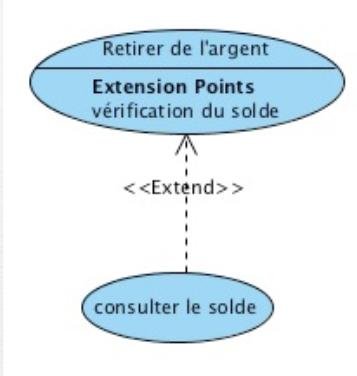 Retirer de l'argent
Extension Points
vérification du solde
<<Extend>>
consulter le solde